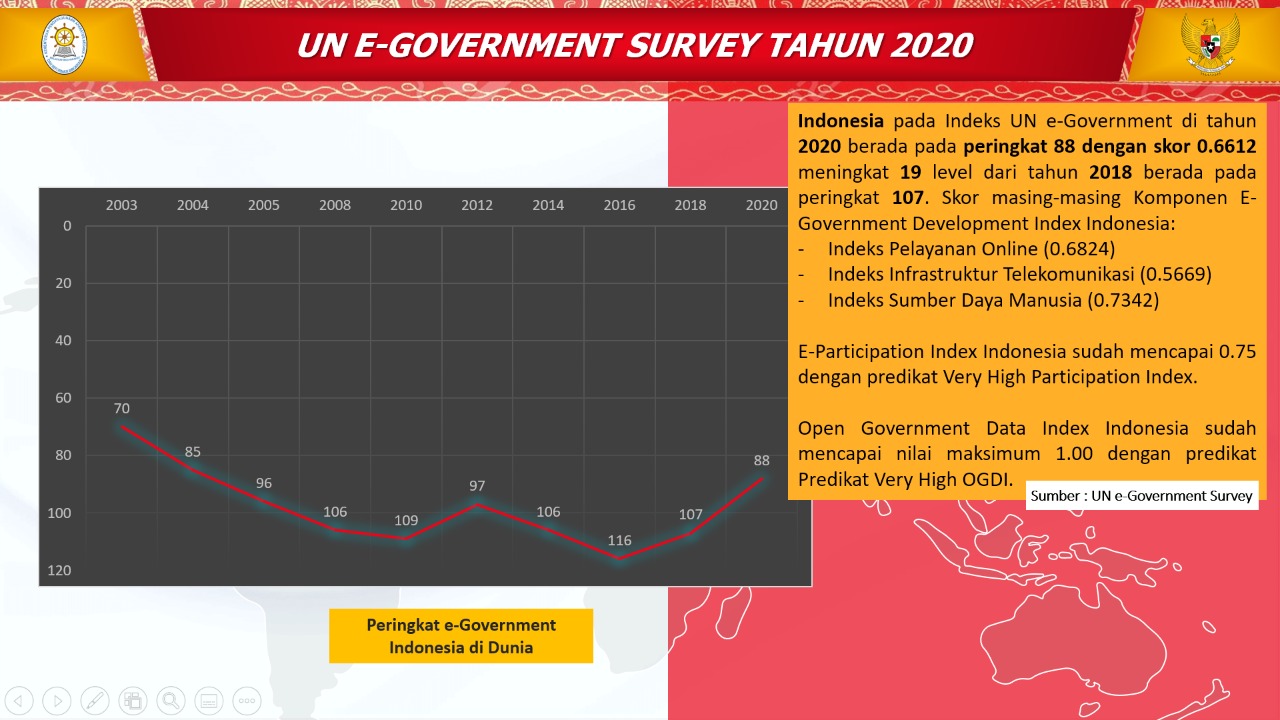 UN E-GOVERNMENT SURVEY TAHUN 2020
2003 2004 2005 2008 2010 2012 2014 2016 2018 2020
0
20
40
60
80
100
120
70
85
96
106
109
97
106
116
107
88
Peringkat e-Government
Indonesia di Dunia
Indonesia pada Indeks UN e-Government di tahun
2020 berada pada peringkat 88 dengan skor 0.6612
meningkat 19 level dari tahun 2018 berada pada
peringkat 107. Skor masing-masing Komponen E-
Government Development Index Indonesia:
- Indeks Pelayanan Online (0.6824)
- Indeks Infrastruktur Telekomunikasi (0.5669)
- Indeks Sumber Daya Manusia (0.7342)
E-Participation Index Indonesia sudah mencapai 0.75
dengan predikat Very High Participation Index.
Open Government Data Index Indonesia sudah
mencapai nilai maksimum 1.00 dengan predikat
Predikat Very High OGDI.
Sumber : UN e-Government Survey